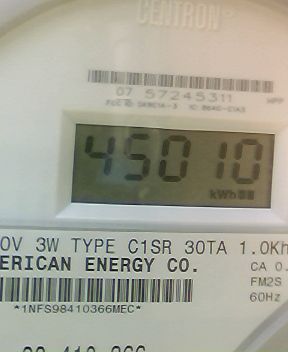 CENTRON
07 57245311
45010
kWh
0V 3W TYPE C1SR 30TA 1.0Kh
ERICAN ENERGY CO.
CA 0.
FM2S
60Hz
*1NFS98410366MEC*